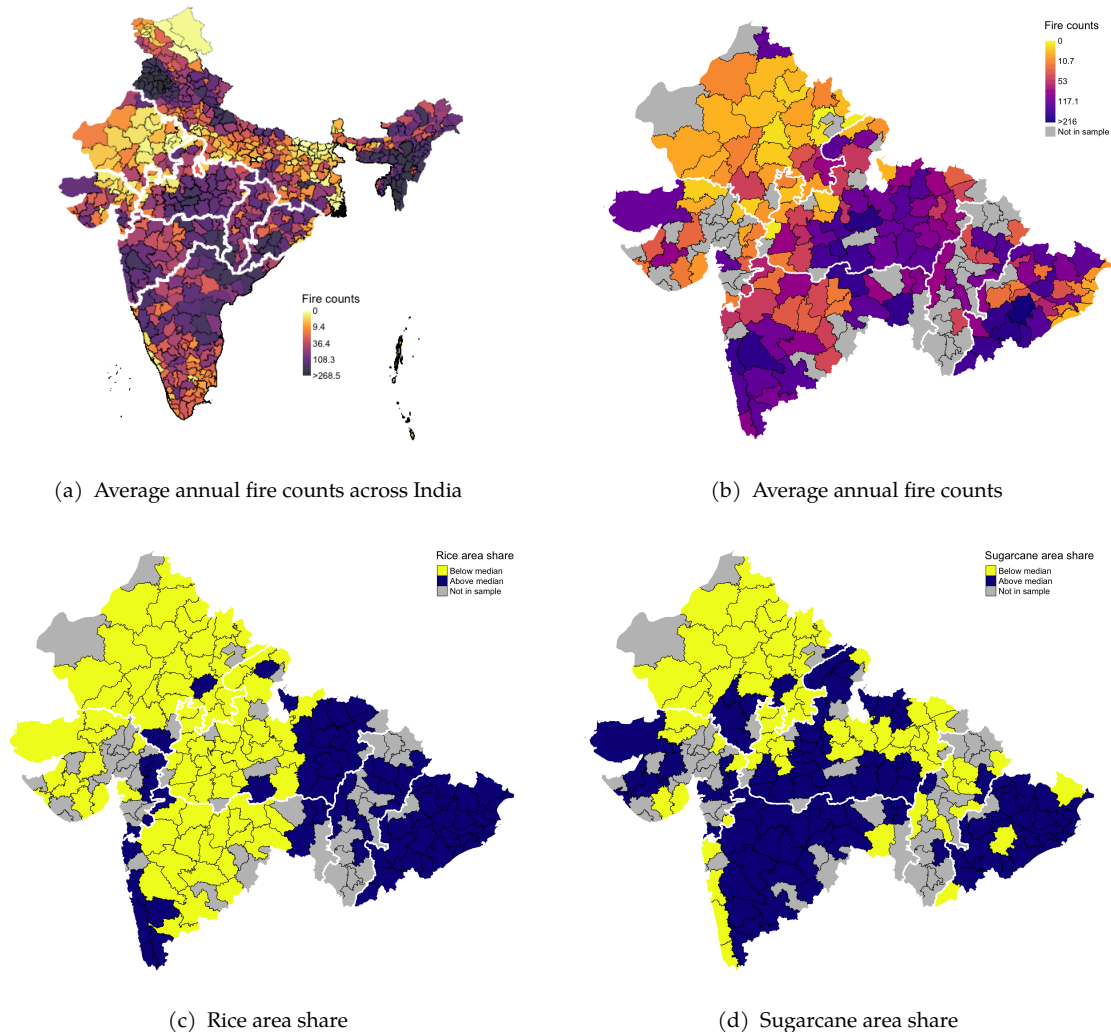 Fire counts
0
9.4
36.4
108.3
>268.5
(a) Average annual fire counts across India
Fire counts
0
10.7
53
117.1
>216
Not in sample
(b) Average annual fire counts
Rice area share
Below median
Above median
Not in sample
(c) Rice area share
Sugarcane area share
Below median
Above median
Not in sample
(d) Sugarcane area share